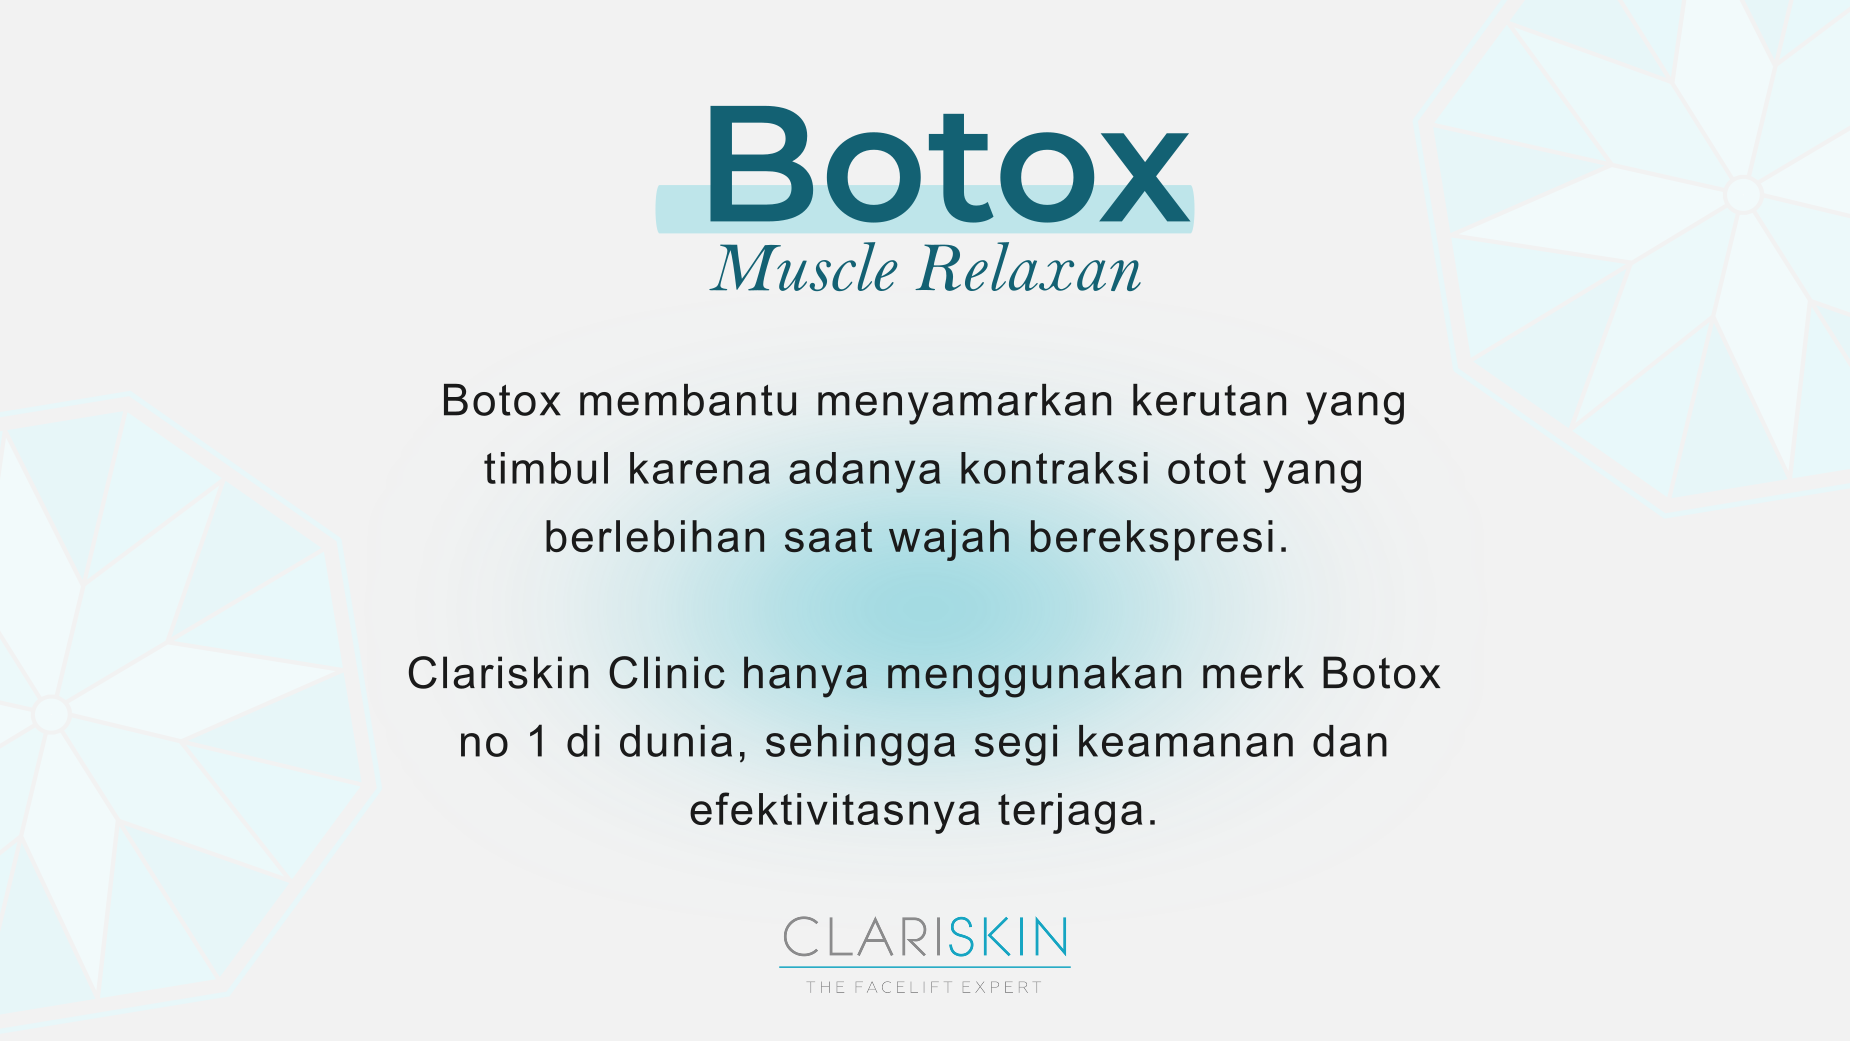 Botox
Muscle Relaxan
Botox membantu menyamarkan kerutan yang
timbul karena adanya kontraksi otot yang
berlebihan saat wajah berekspresi.
Clariskin Clinic hanya menggunakan merk Botox
no 1 di dunia, sehingga segi keamanan dan
efektivitasnya terjaga.
CLARISKIN
THE FACELIFT EXPERT